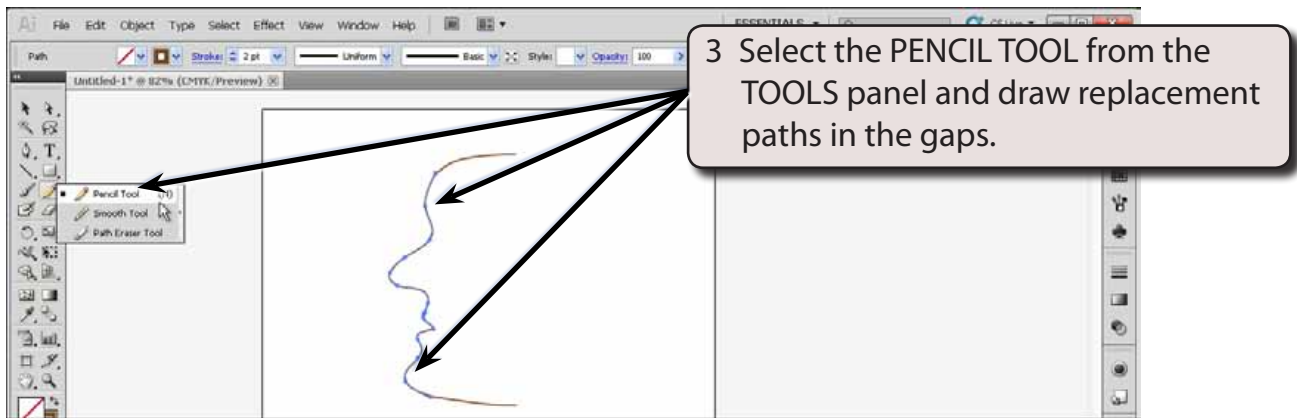 Ai File Edit Object Type Select Effect View Window Help
Path Stroke: 2 pt Uniform Basic Style: Opacity: 100
Untitled-1* @ 82% (CMYK/Preview)
3 Select the PENCIL TOOL from the
TOOLS panel and draw replacement
paths in the gaps.
Pencil Tool
Smooth Tool
Path Eraser Tool